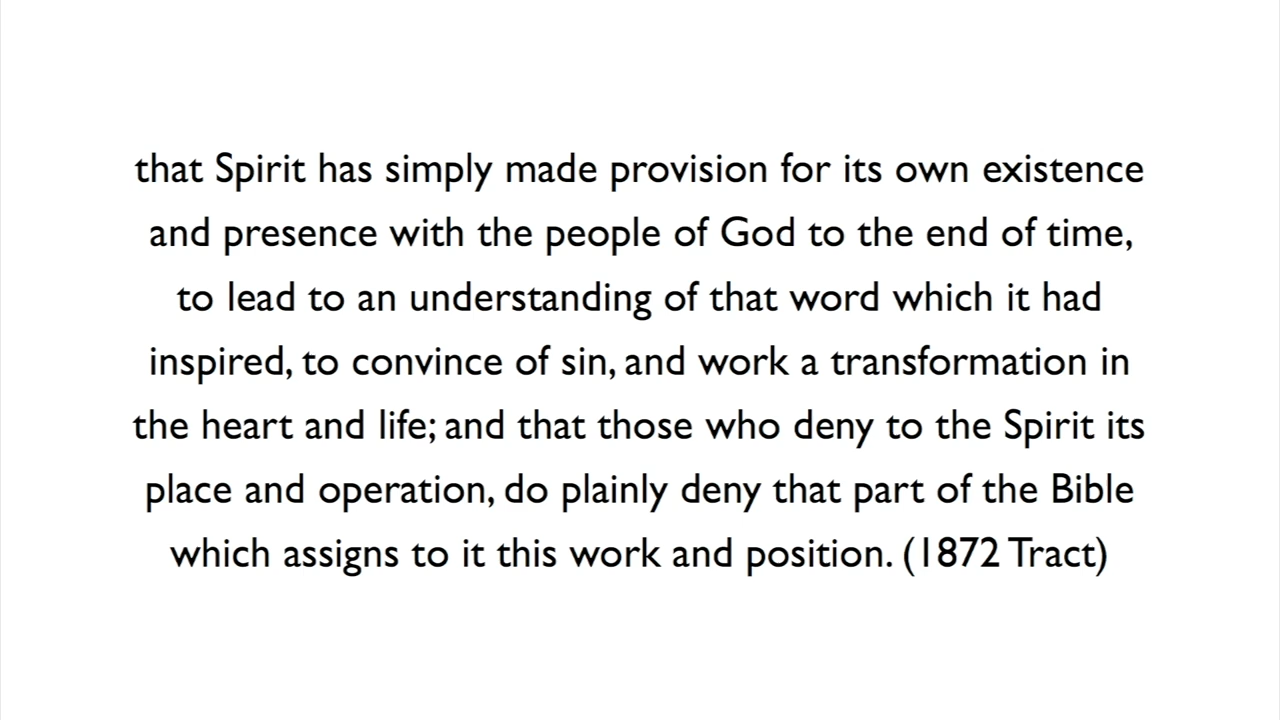 that Spirit has simply made provision for its own existence
and presence with the people of God to the end of time,
to lead to an understanding of that word which it had
inspired, to convince of sin, and work a transformation in
the heart and life; and that those who deny to the Spirit its
place and operation, do plainly deny that part of the Bible
which assigns to it this work and position. (1872 Tract)